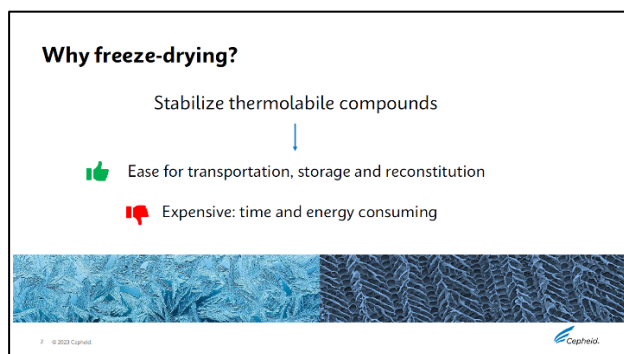 Why freeze-drying?
Stabilize thermolabile compounds
Ease for transportation, storage and reconstitution
Expensive: time and energy consuming
2 © 2023 Cepheid.
Cepheid.